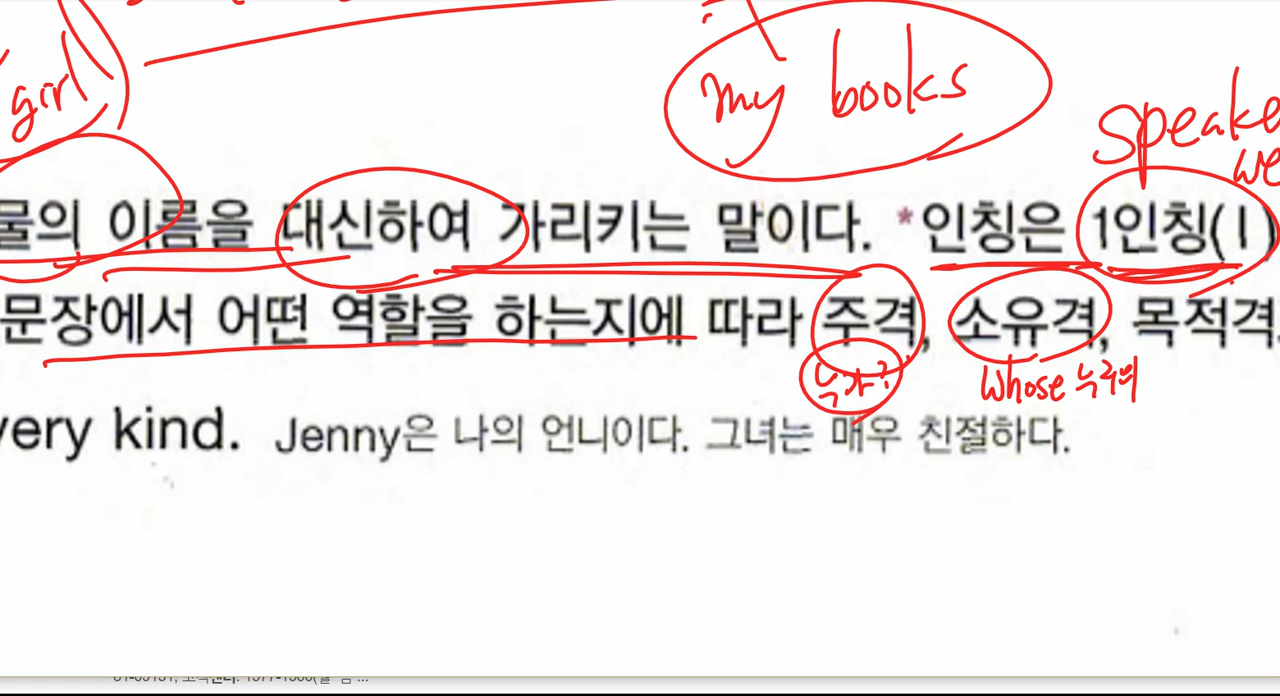 girl
my books
speake
we
물의 이름을 대신하여 가리키는 말이다. *인칭은 1인칭(I)
문장에서 어떤 역할을 하는지에 따라 주격, 소유격, 목적격
누가? whose 누구의
very kind. Jenny은 나의 언니이다. 그녀는 매우 친절하다.